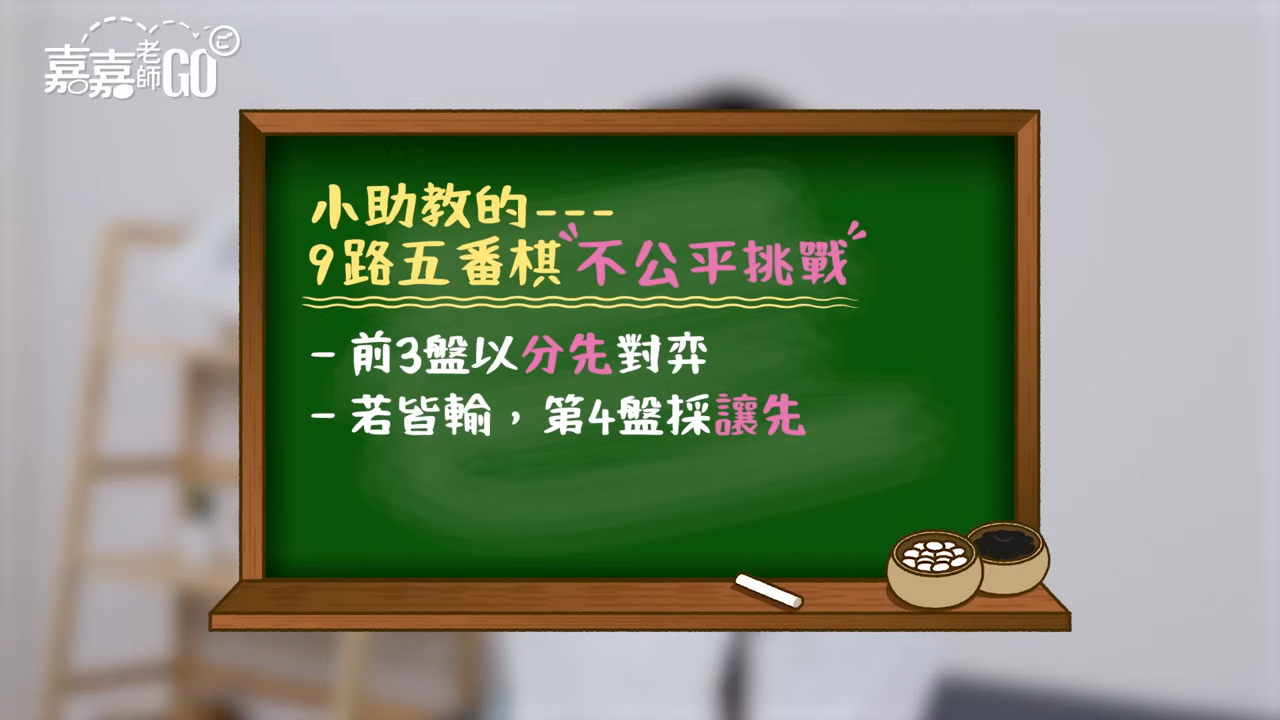 嘉嘉老師GO
小助教的---
9路五番棋 不公平挑戰
- 前3盤以分先對弈
- 若皆輸，第4盤採讓先